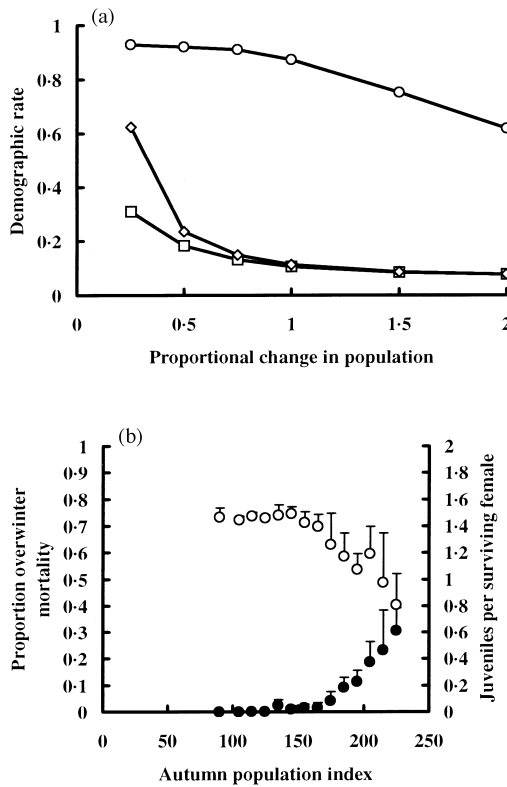 (a)
1
0·8
0·6
0·4
0·2
0
Demographic rate
0 0·5 1 1·5 2
Proportional change in population
(b)
1
0·9
0·8
0·7
0·6
0·5
0·4
0·3
0·2
0·1
0
Proportion overwinter
mortality
2
1·8
1·6
1·4
1·2
1
0·8
0·6
0·4
0·2
0
Juveniles per surviving female
0 50 100 150 200 250
Autumn population index